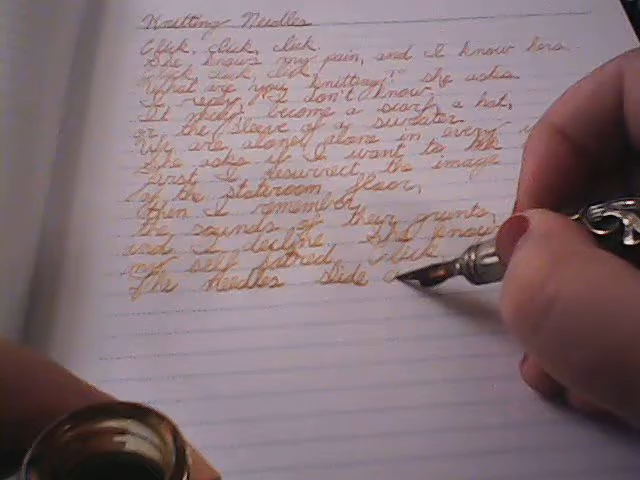 Knitting Needles
Click, click, click.
She knows my pain, and I know hers.
Click, click, click.
"What are you knitting?" she asks.
I reply, "I don't know.
It might become a scarf, a hat,
or the sleeve of a sweater.
We are alone, alone in every
She asks if I want to talk
First I resurrect the image
of the stateroom floor,
then I remember
the sounds of their grunts,
and I decline. She knows
my self hatred. Click
The needles slide